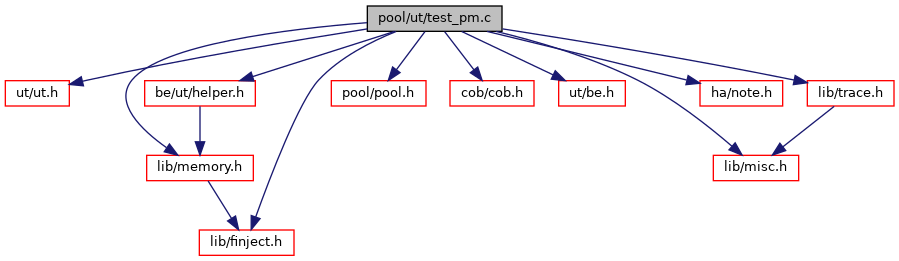 pool/ut/test_pm.c
ut/ut.h
be/ut/helper.h
pool/pool.h
cob/cob.h
ut/be.h
ha/note.h
lib/trace.h
lib/memory.h
lib/misc.h
lib/finject.h